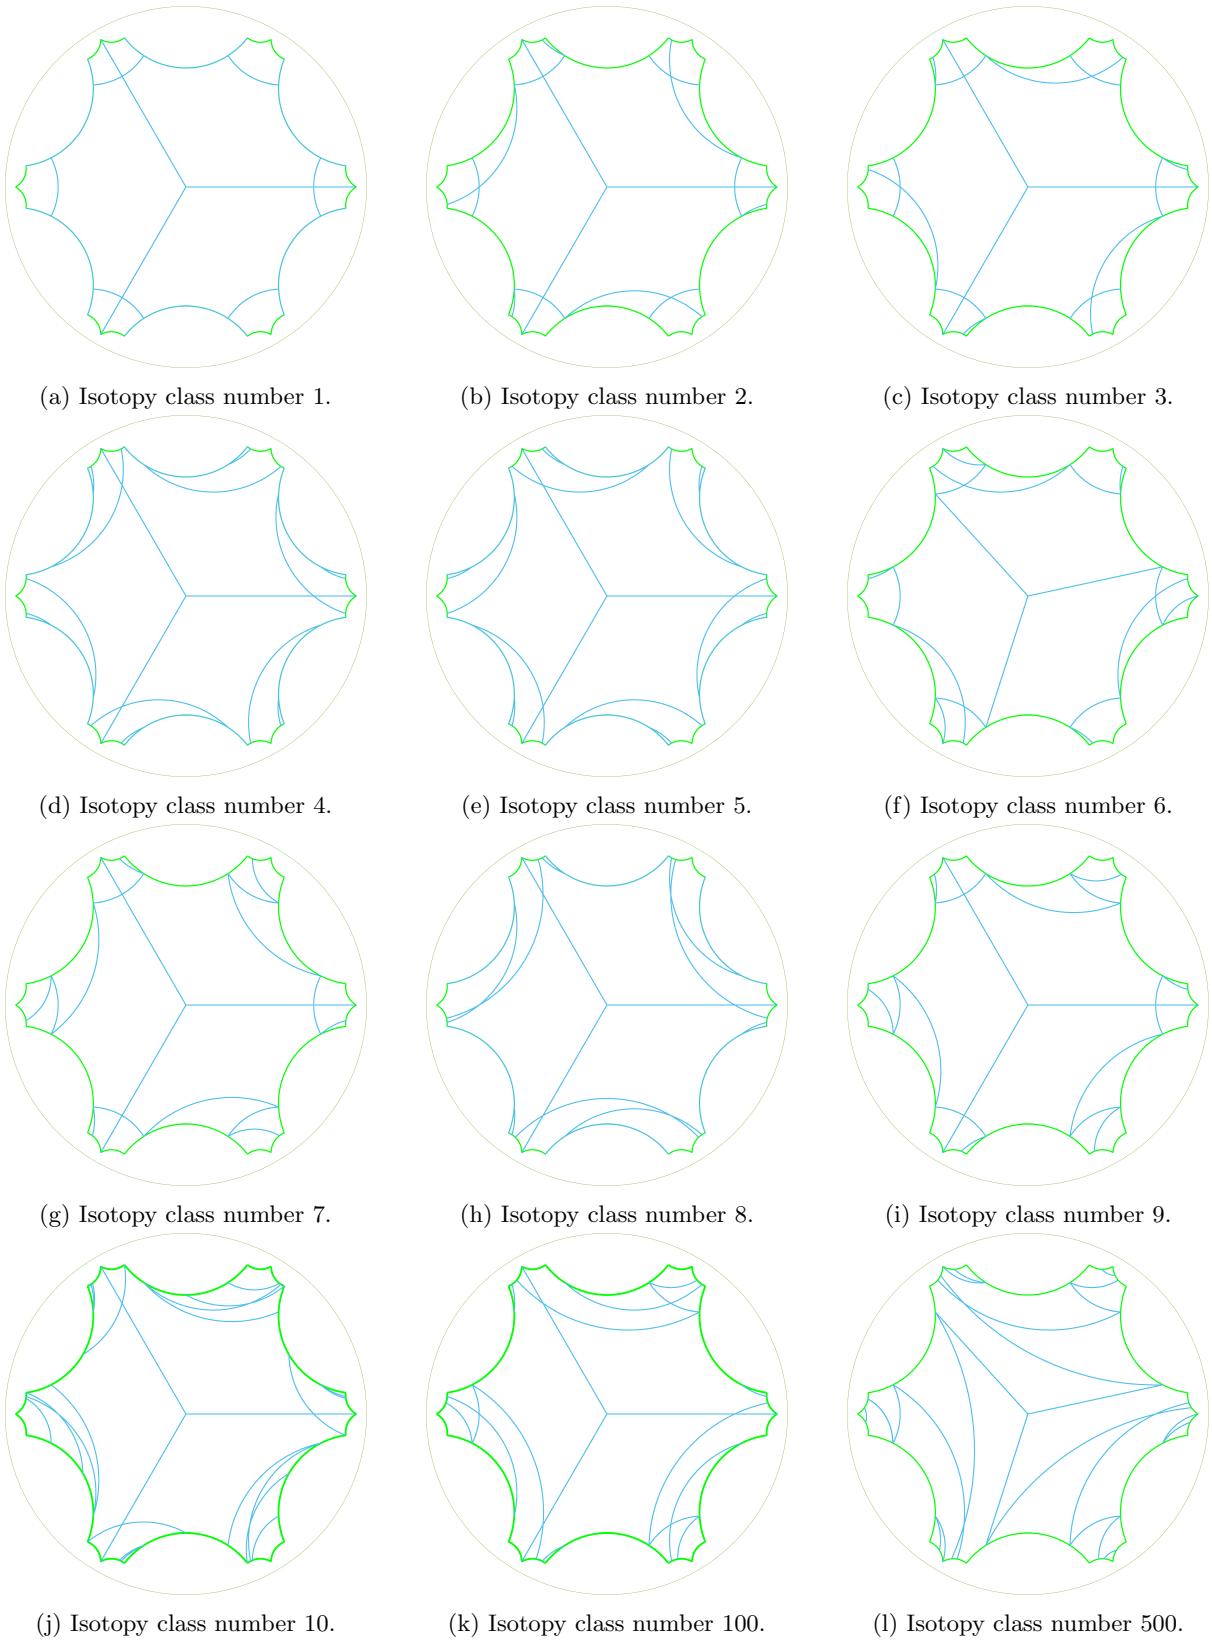 (a) Isotopy class number 1.
(b) Isotopy class number 2.
(c) Isotopy class number 3.
(d) Isotopy class number 4.
(e) Isotopy class number 5.
(f) Isotopy class number 6.
(g) Isotopy class number 7.
(h) Isotopy class number 8.
(i) Isotopy class number 9.
(j) Isotopy class number 10.
(k) Isotopy class number 100.
(l) Isotopy class number 500.